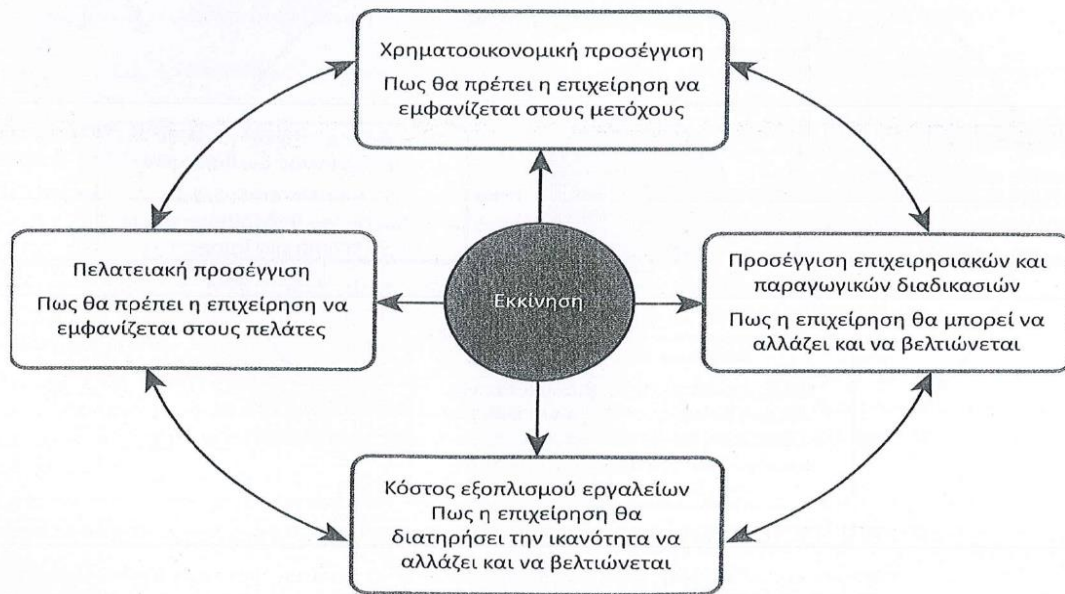 Χρηματοοικονομική προσέγγιση
Πως θα πρέπει η επιχείρηση να
εμφανίζεται στους μετόχους
Πελατειακή προσέγγιση
Πως θα πρέπει η επιχείρηση να
εμφανίζεται στους πελάτες
Εκκίνηση
Προσέγγιση επιχειρησιακών και
παραγωγικών διαδικασιών
Πως η επιχείρηση θα μπορεί να
αλλάζει και να βελτιώνεται
Κόστος εξοπλισμού εργαλείων
Πως η επιχείρηση θα
διατηρήσει την ικανότητα να
αλλάζει και να βελτιώνεται